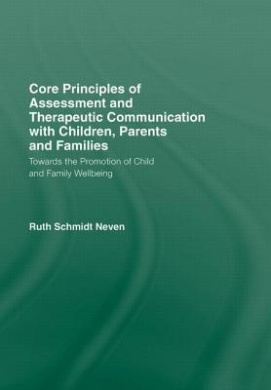 Core Principles of
Assessment and
Therapeutic Communication
with Children, Parents
and Families
Towards the Promotion of Child
and Family Wellbeing
Ruth Schmidt Neven